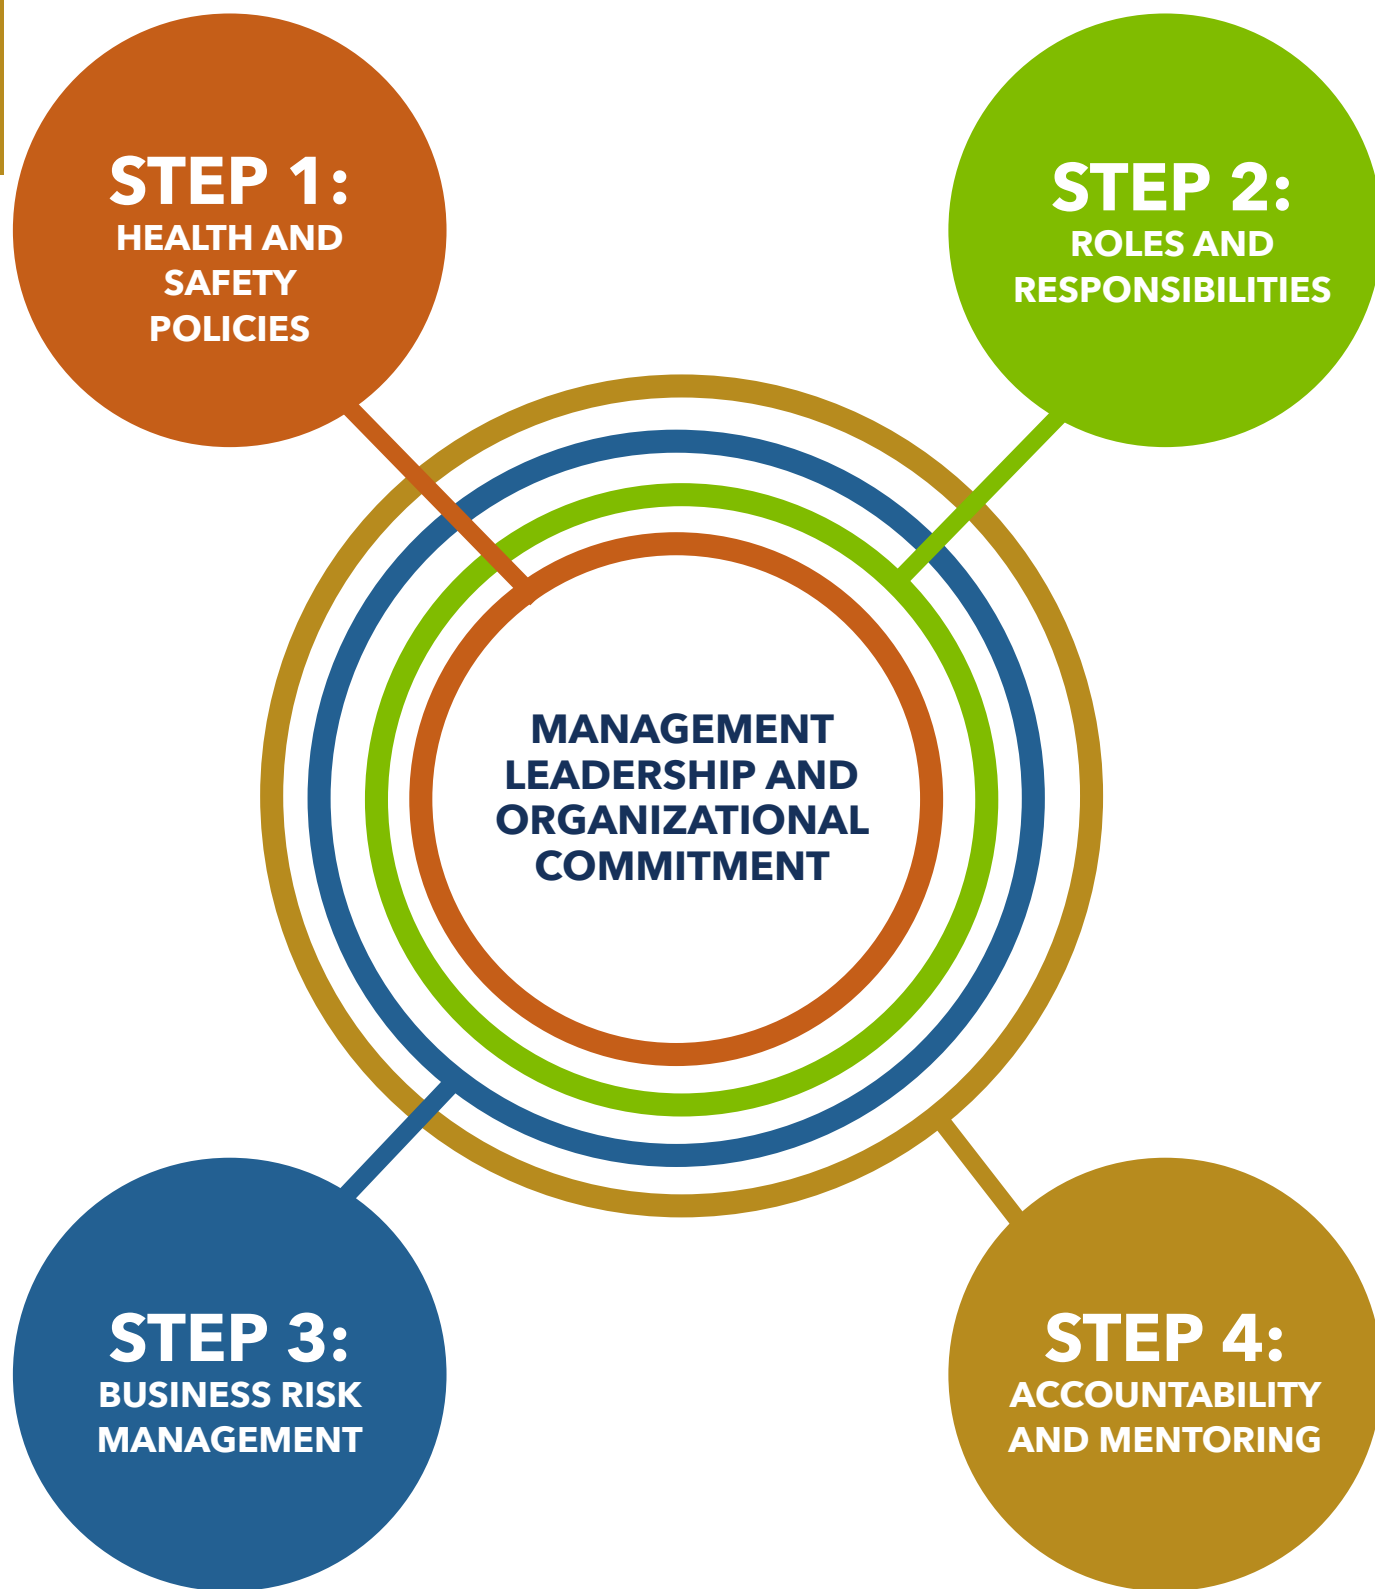 STEP 1:
HEALTH AND
SAFETY
POLICIES
STEP 2:
ROLES AND
RESPONSIBILITIES
MANAGEMENT
LEADERSHIP AND
ORGANIZATIONAL
COMMITMENT
STEP 3:
BUSINESS RISK
MANAGEMENT
STEP 4:
ACCOUNTABILITY
AND MENTORING